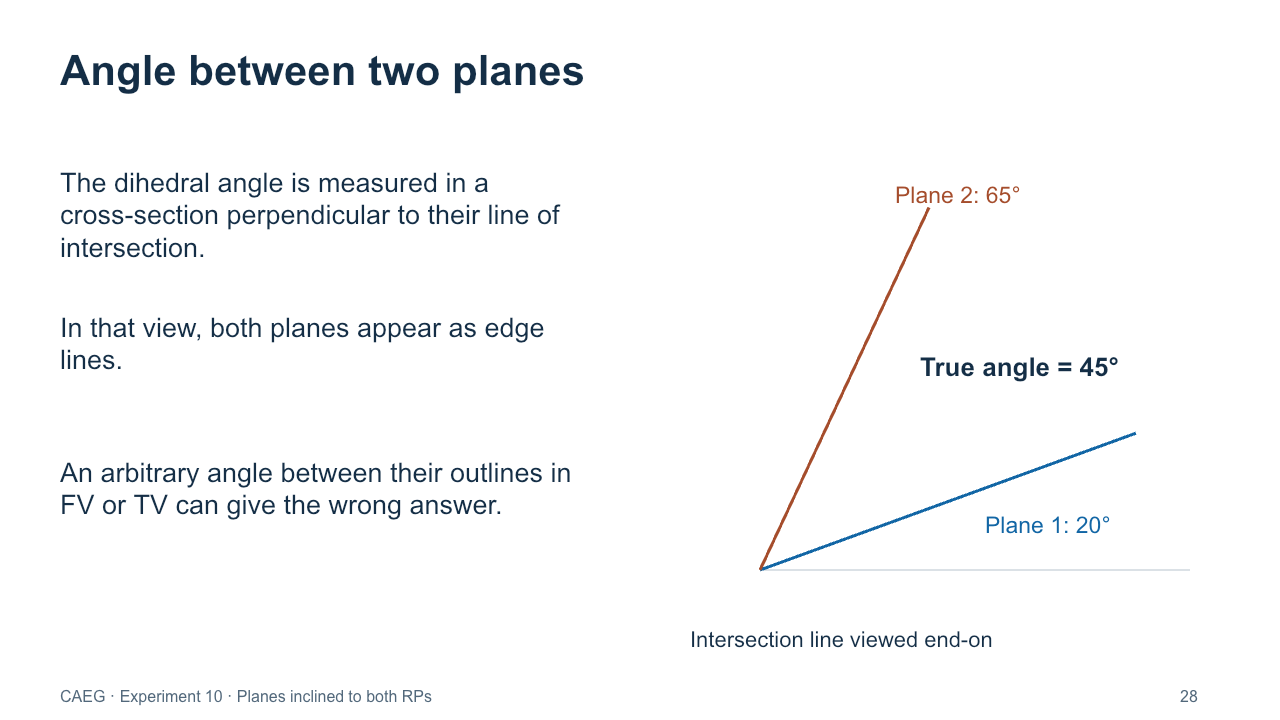 Angle between two planes
The dihedral angle is measured in a
cross-section perpendicular to their line of
intersection.
In that view, both planes appear as edge
lines.
An arbitrary angle between their outlines in
FV or TV can give the wrong answer.
Plane 2: 65°
True angle = 45°
Plane 1: 20°
Intersection line viewed end-on
CAEG · Experiment 10 · Planes inclined to both RPs
28